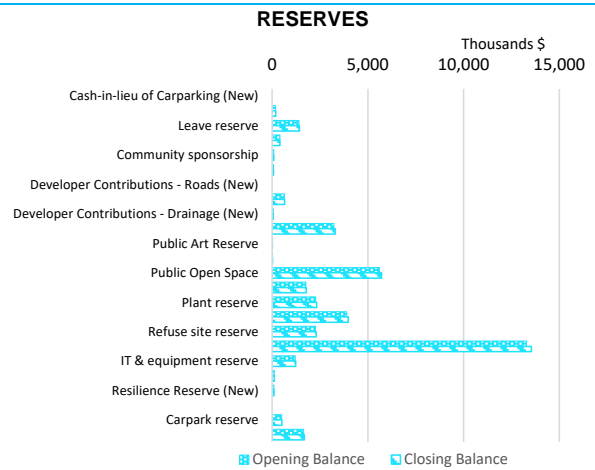 RESERVES
Thousands $
0 5,000 10,000 15,000
Cash-in-lieu of Carparking (New)
Leave reserve
Community sponsorship
Developer Contributions - Roads (New)
Developer Contributions - Drainage (New)
Public Art Reserve
Public Open Space
Plant reserve
Refuse site reserve
IT & equipment reserve
Resilience Reserve (New)
Carpark reserve
Opening Balance Closing Balance